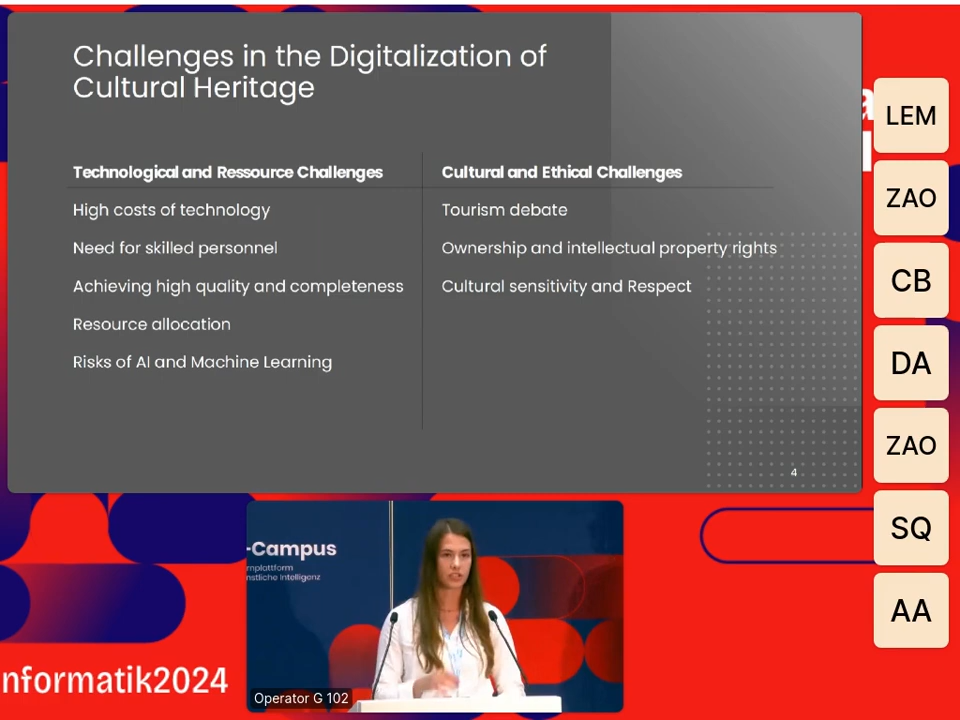 Challenges in the Digitalization of
Cultural Heritage
Technological and Ressource Challenges
High costs of technology
Need for skilled personnel
Achieving high quality and completeness
Resource allocation
Risks of AI and Machine Learning
Cultural and Ethical Challenges
Tourism debate
Ownership and intellectual property rights
Cultural sensitivity and Respect
4
LEM
ZAO
CB
DA
ZAO
SQ
AA
-Campus
rnplattform
nstliche Intelligenz
Operator G 102
nformatik2024